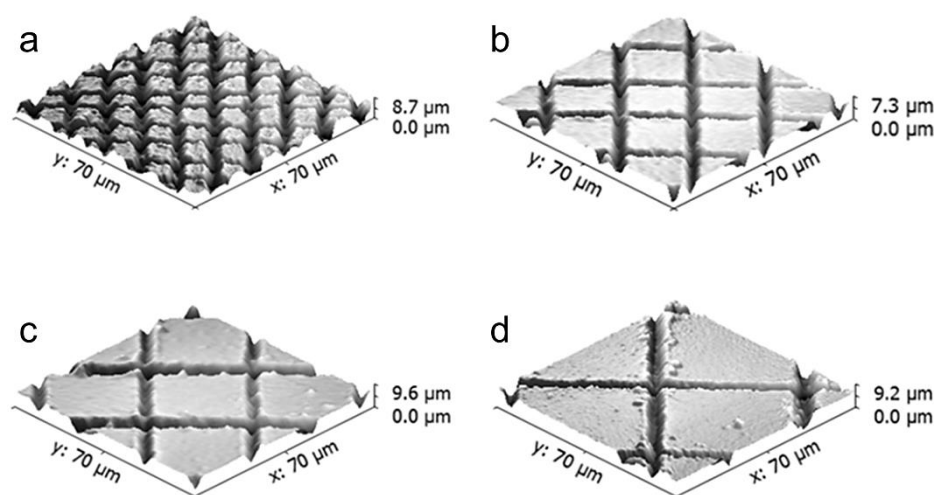 a
8.7 µm
0.0 µm
y: 70 µm
x: 70 µm
b
7.3 µm
0.0 µm
y: 70 µm
x: 70 µm
c
9.6 µm
0.0 µm
y: 70 µm
x: 70 µm
d
9.2 µm
0.0 µm
y: 70 µm
x: 70 µm